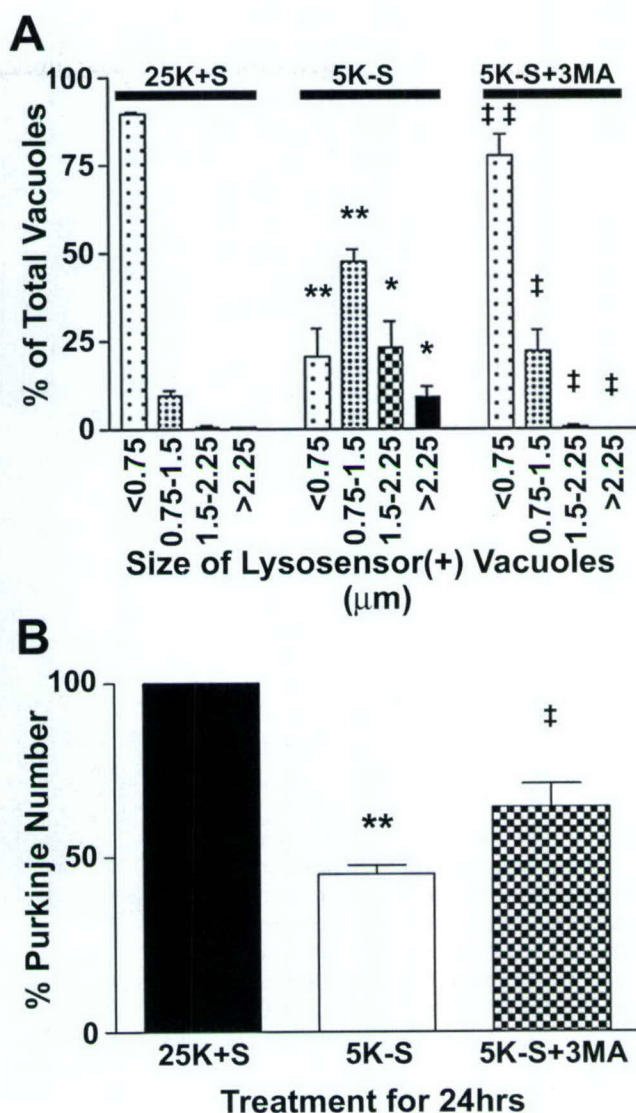 A
25K+S 5K-S 5K-S+3MA
100
75
50
25
0
% of Total Vacuoles
** ** * *
‡ ‡ ‡ ‡ ‡
<0.75 0.75-1.5 1.5-2.25 >2.25 <0.75 0.75-1.5 1.5-2.25 >2.25 <0.75 0.75-1.5 1.5-2.25 >2.25
Size of Lysosensor(+) Vacuoles
(μm)
B
100
50
0
% Purkinje Number
**
‡
25K+S 5K-S 5K-S+3MA
Treatment for 24hrs